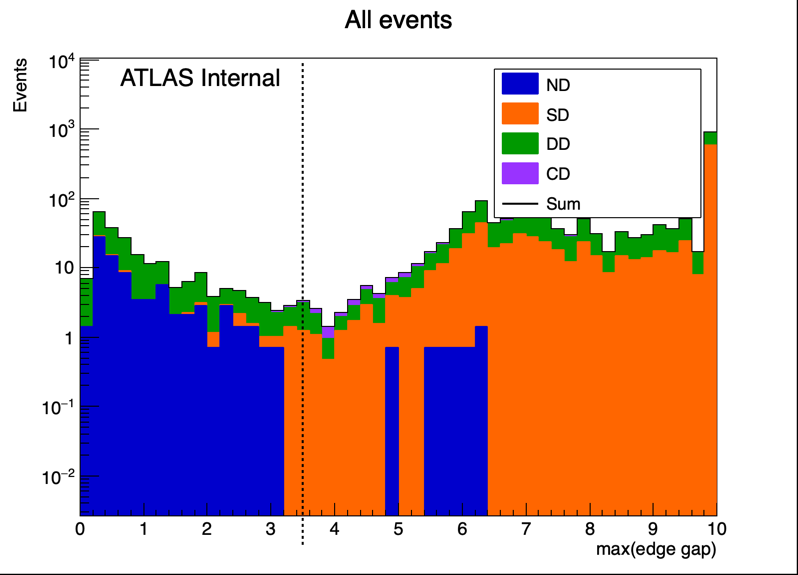 All events
Events
ATLAS Internal
ND
SD
DD
CD
Sum
10⁴
10³
10²
10
1
10⁻¹
10⁻²
0 1 2 3 4 5 6 7 8 9 10
max(edge gap)